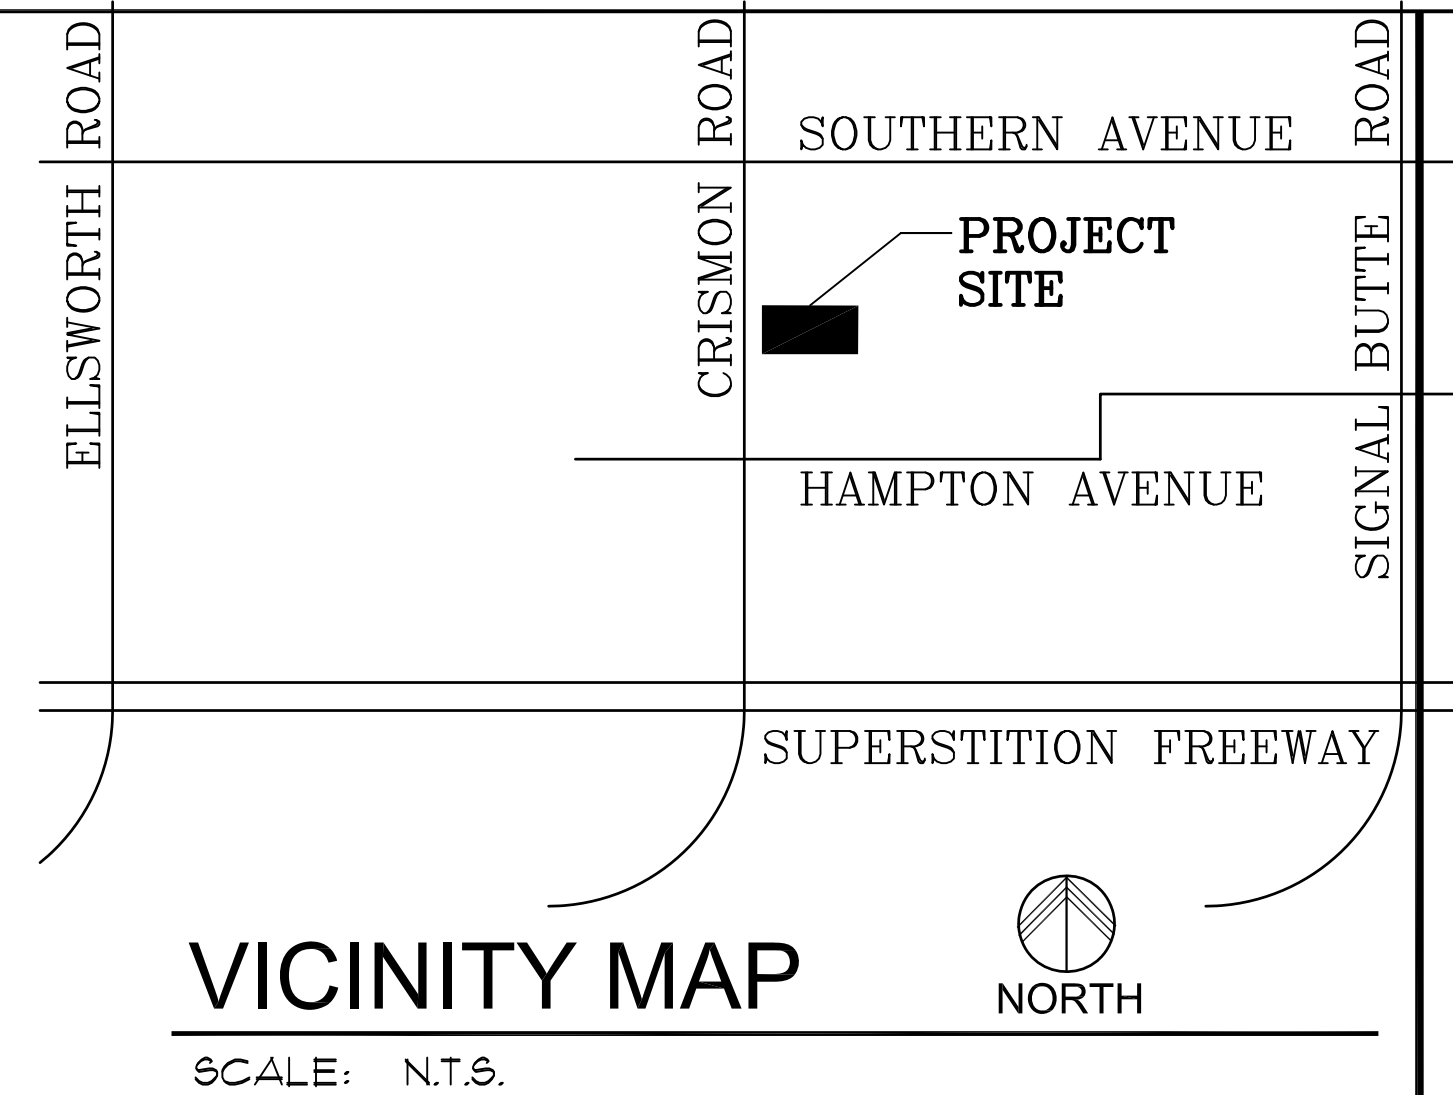 ELLSWORTH ROAD
CRISMON ROAD
SOUTHERN AVENUE
SIGNAL BUTTE ROAD
PROJECT
SITE
HAMPTON AVENUE
SUPERSTITION FREEWAY
VICINITY MAP
NORTH
SCALE: N.T.S.